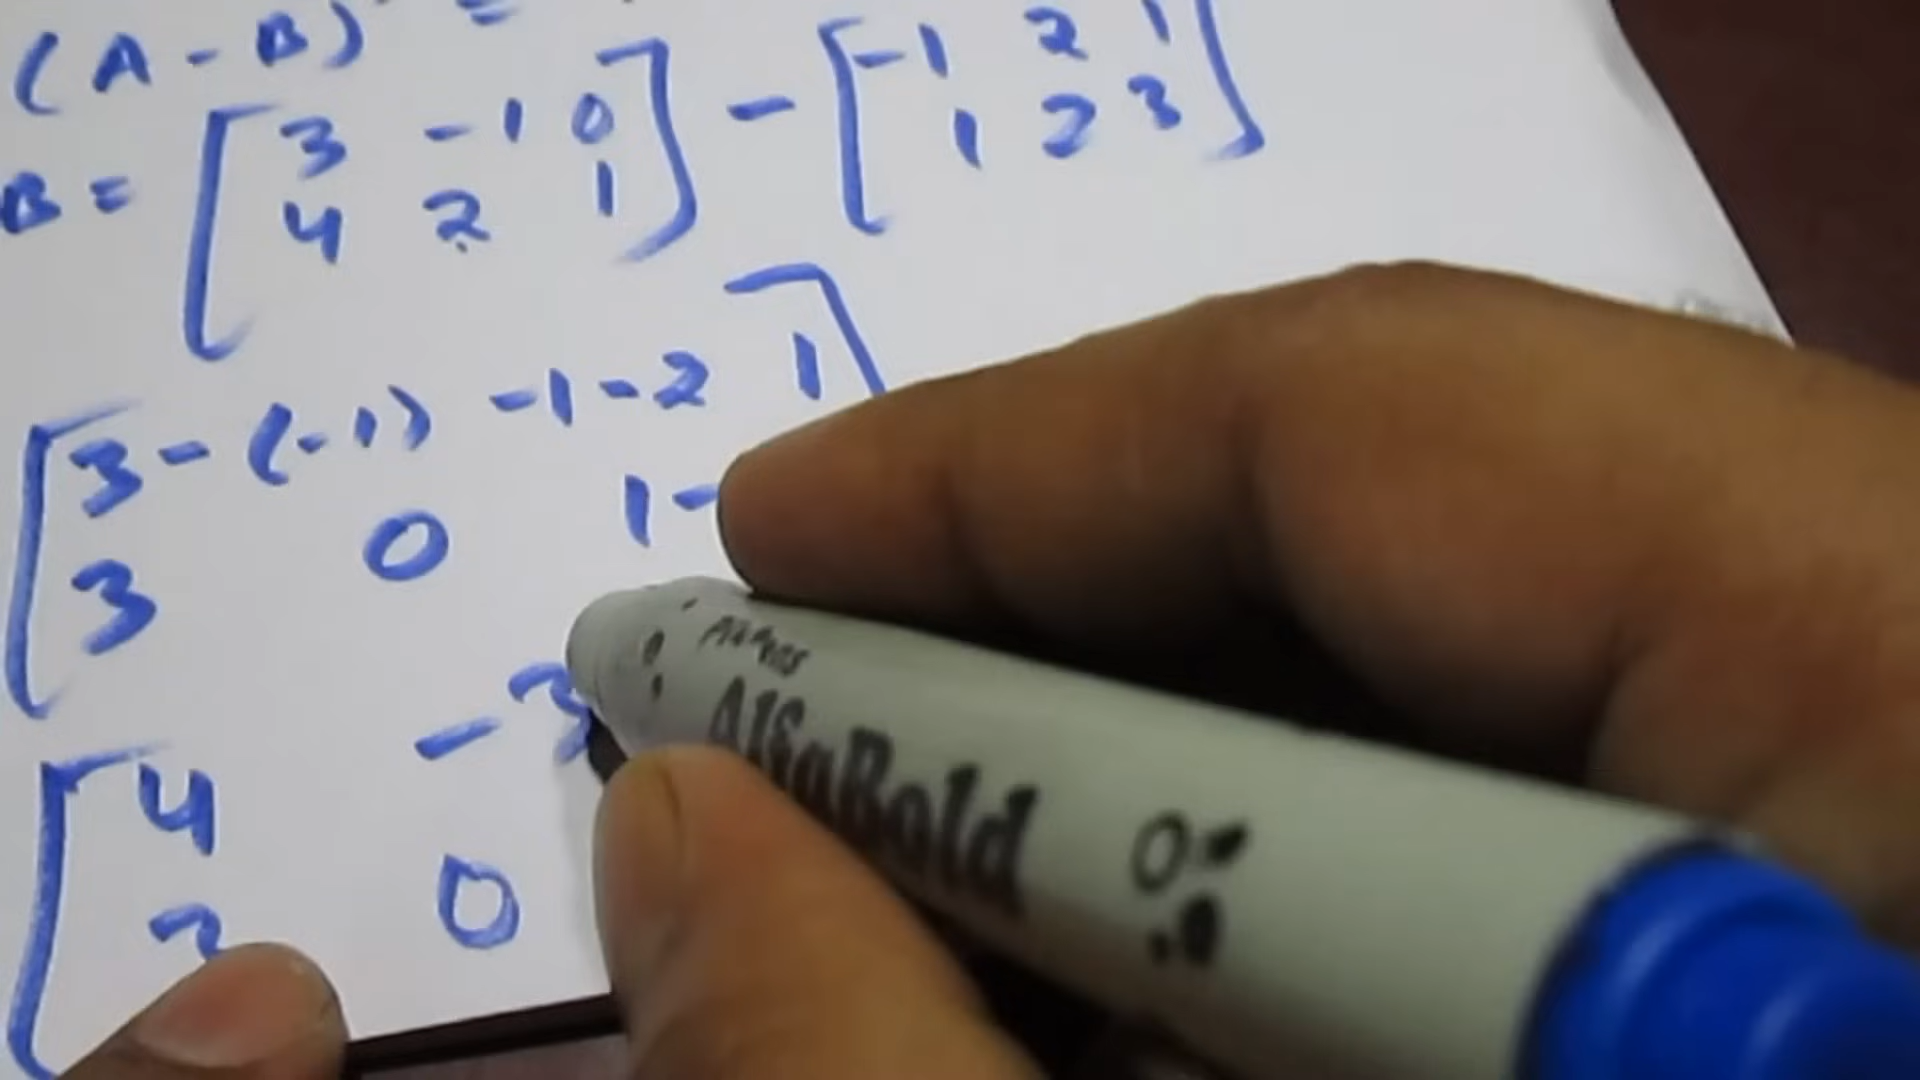 (A - B) =
B = [ 3 -1 0 ] - [ -1 2 1 ]
4 2 1 1 2 3
[ 3-(-1) -1-2 1 ]
3 0 1-
[ 4 -3
0
AlfaBold